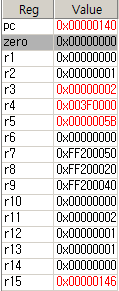 Reg Value
pc 0x00000140
zero 0x00000000
r1 0x00000000
r2 0x00000001
r3 0x00000002
r4 0x003F0000
r5 0x0000005B
r6 0x00000000
r7 0xFF200050
r8 0xFF200020
r9 0xFF200040
r10 0x00000000
r11 0x00000002
r12 0x00000001
r13 0x00000001
r14 0x00000000
r15 0x00000146